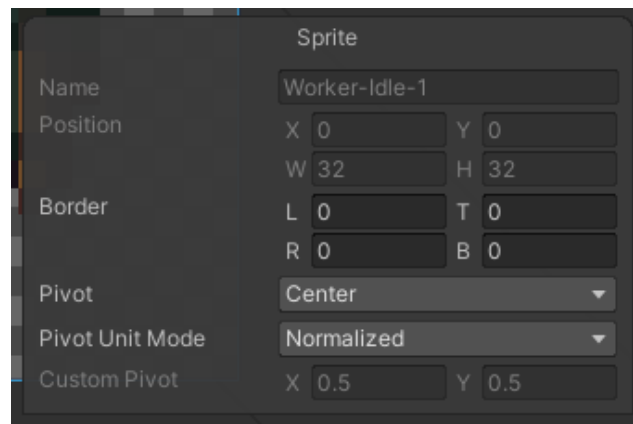 Sprite
Name Worker-Idle-1
Position X 0 Y 0
W 32 H 32
Border L 0 T 0
R 0 B 0
Pivot Center
Pivot Unit Mode Normalized
Custom Pivot X 0.5 Y 0.5